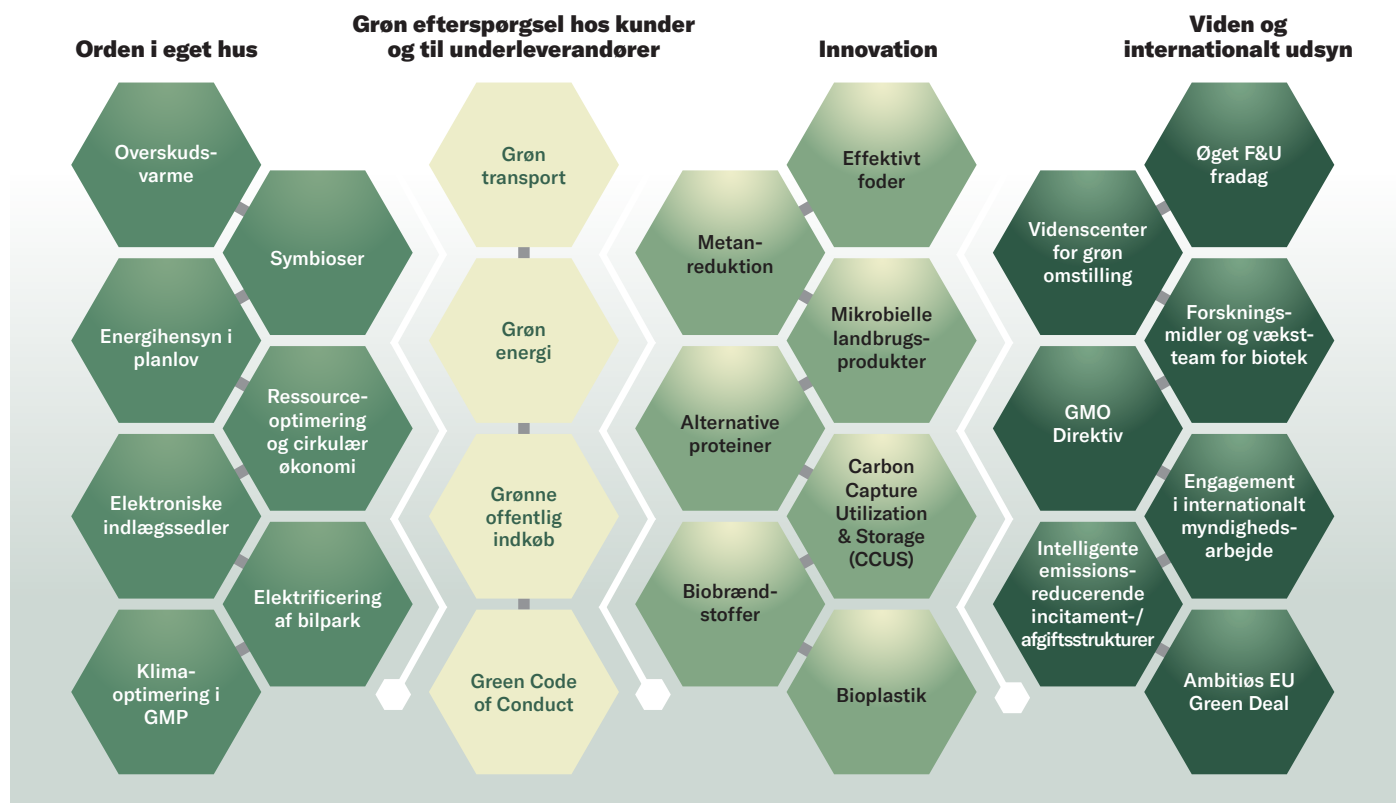 Orden i eget hus
Grøn efterspørgsel hos kunder
og til underleverandører
Innovation
Viden og
internationalt udsyn
Overskuds-
varme
Symbioser
Energihensyn i
planlov
Ressource-
optimering
og cirkulær
økonomi
Elektroniske
indlægssedler
Elektrificering
af bilpark
Klima-
optimering i
GMP
Grøn
transport
Grøn
energi
Grønne
offentlig
indkøb
Green Code
of Conduct
Effektivt
foder
Metan-
reduktion
Mikrobielle
landbrugs-
produkter
Alternative
proteiner
Carbon
Capture
Utilization
& Storage
(CCUS)
Biobrænd-
stoffer
Bioplastik
Øget F&U
fradag
Videnscenter
for grøn
omstilling
Forsknings-
midler og vækst-
team for biotek
GMO
Direktiv
Engagement
i internationalt
myndigheds-
arbejde
Intelligente
emissions-
reducerende
incitament-/
afgiftsstrukturer
Ambitiøs EU
Green Deal